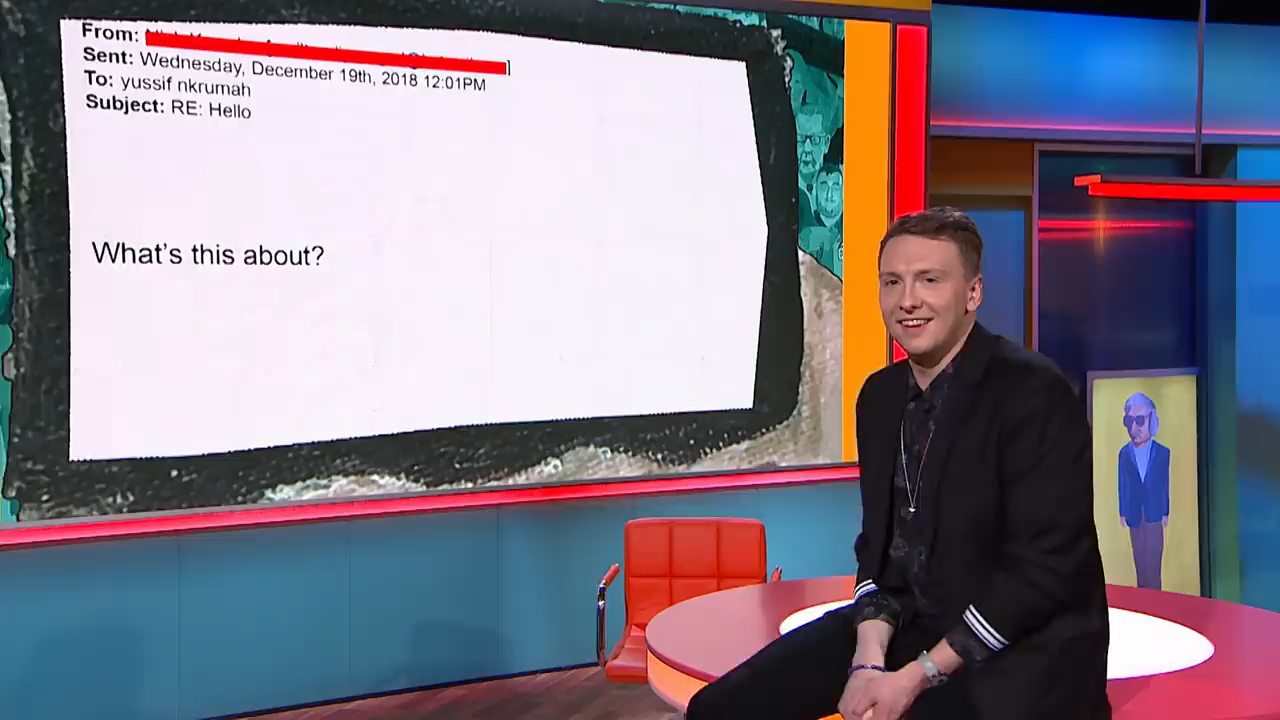 From:
Sent: Wednesday, December 19th, 2018 12:01PM
To: yussif nkrumah
Subject: RE: Hello
What's this about?